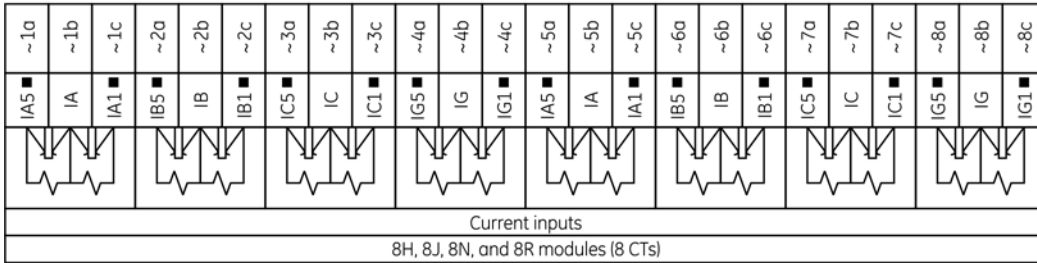 ~1a ~1b ~1c ~2a ~2b ~2c ~3a ~3b ~3c ~4a ~4b ~4c ~5a ~5b ~5c ~6a ~6b ~6c ~7a ~7b ~7c ~8a ~8b ~8c
IA5 IA IA1 IB5 IB IB1 IC5 IC IC1 IG5 IG IG1 IA5 IA IA1 IB5 IB IB1 IC5 IC IC1 IG5 IG IG1
Current inputs
8H, 8J, 8N, and 8R modules (8 CTs)